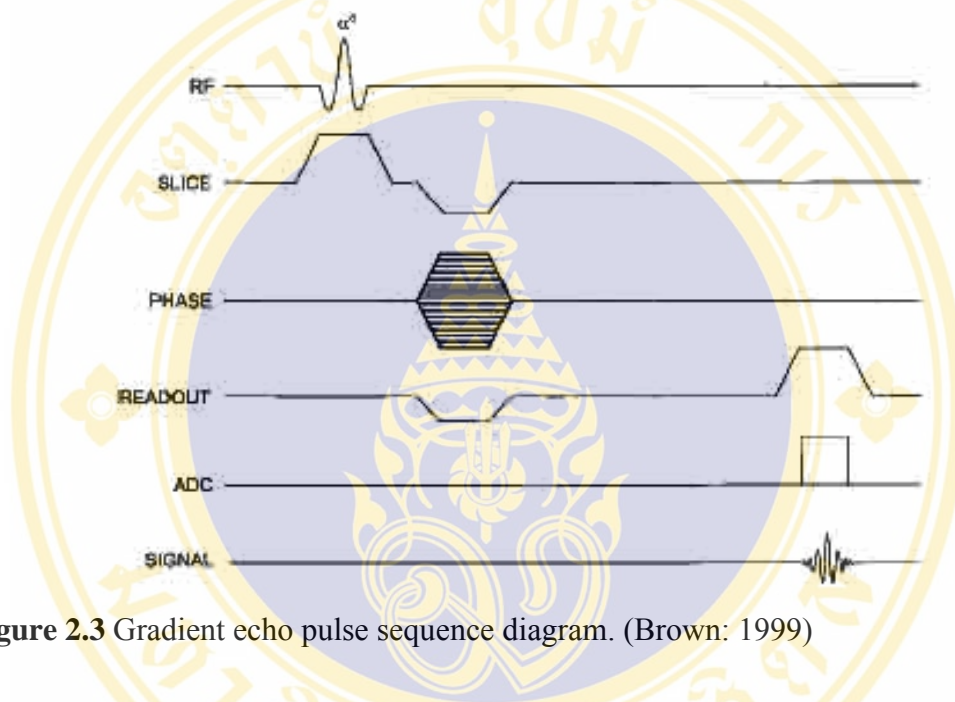 α°
RF
SLICE
PHASE
READOUT
ADC
SIGNAL
gure 2.3 Gradient echo pulse sequence diagram. (Brown: 1999)